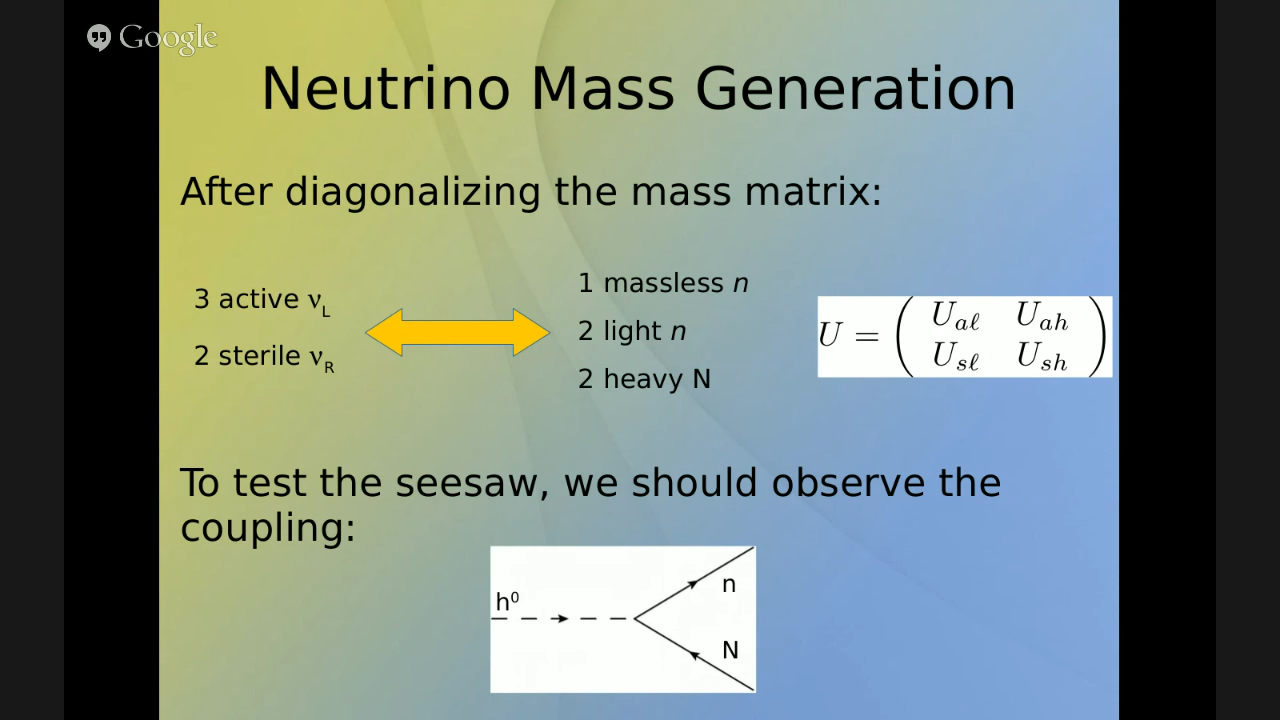 Google
Neutrino Mass Generation
After diagonalizing the mass matrix:
3 active νL
2 sterile νR
1 massless n
2 light n
2 heavy N
U = ( Uaℓ Uah
Usℓ Ush )
To test the seesaw, we should observe the
coupling:
h⁰
n
N